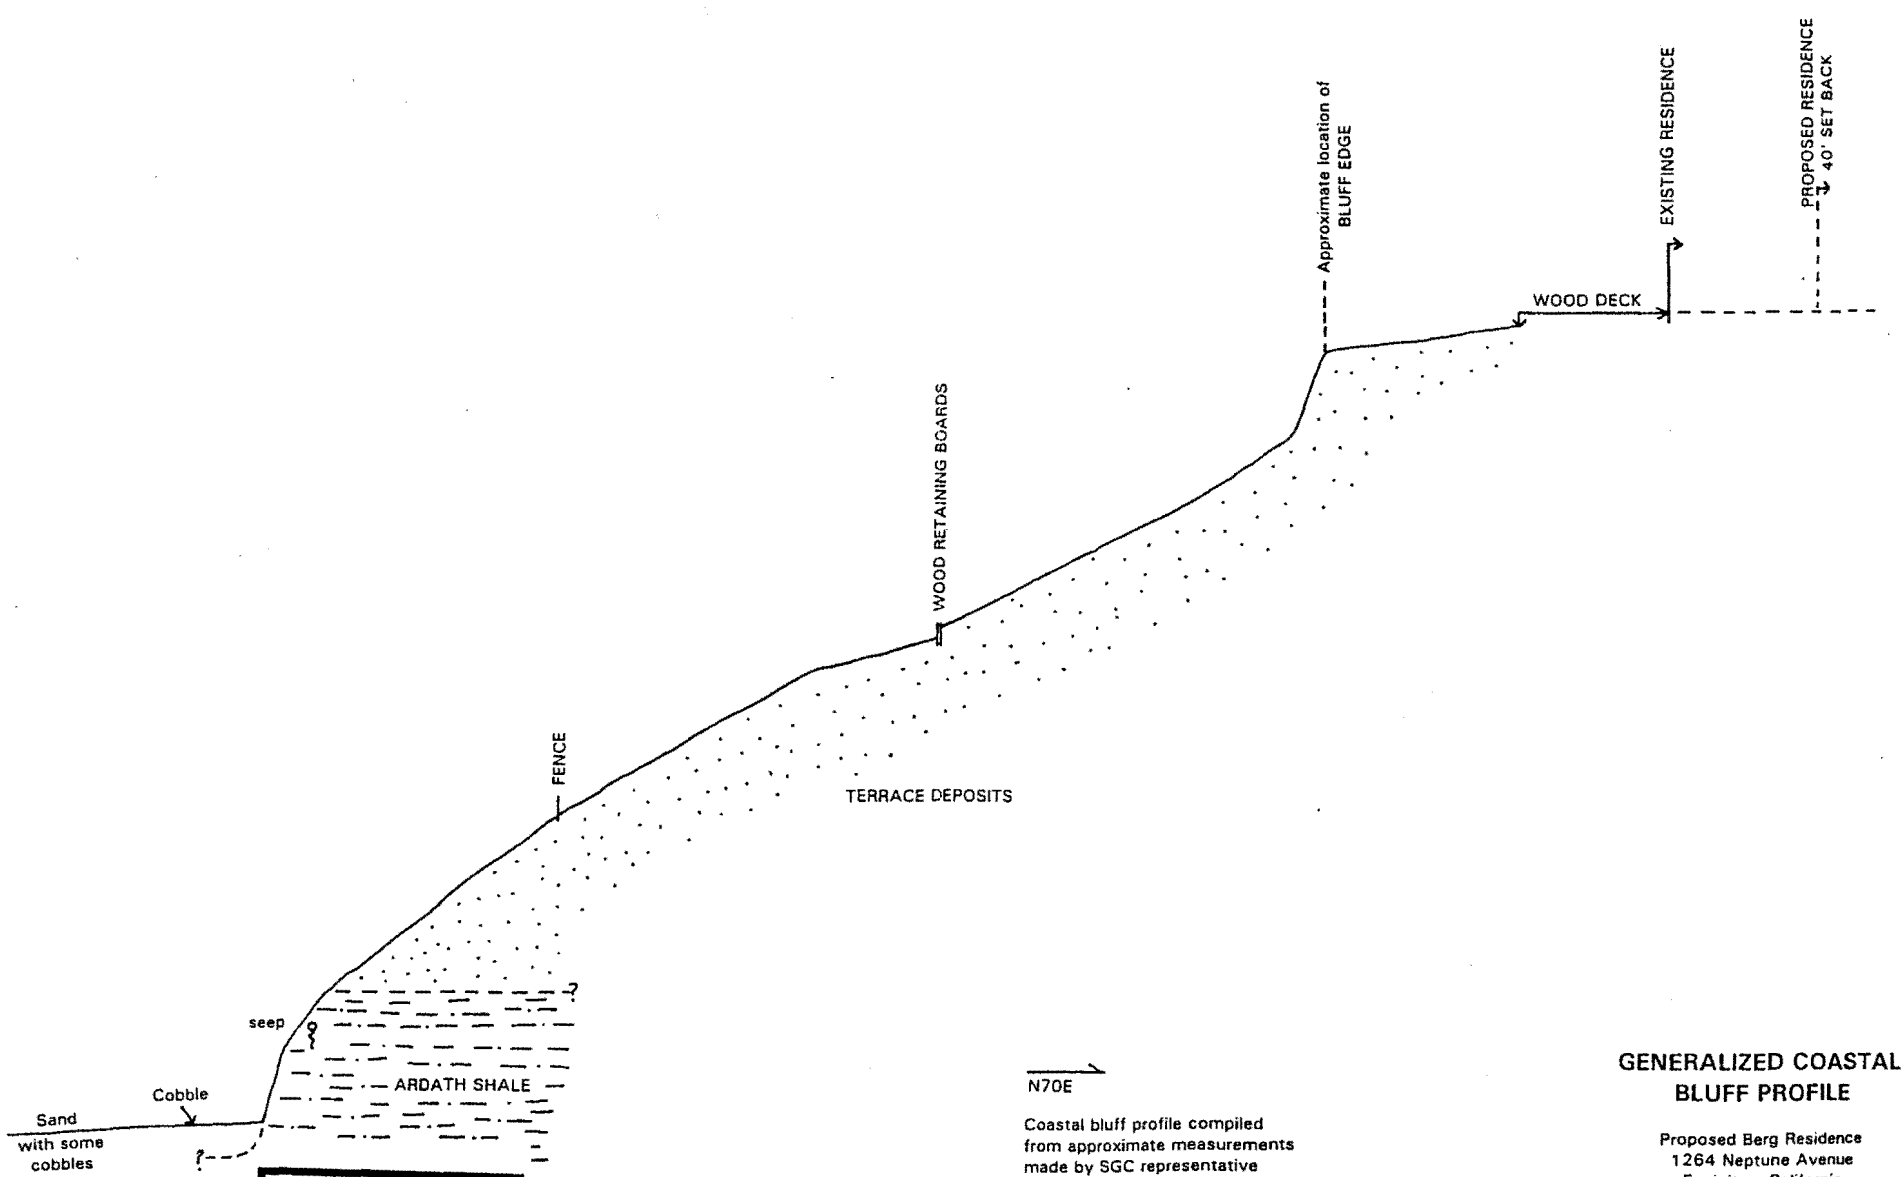 Approximate location of
BLUFF EDGE
EXISTING RESIDENCE
PROPOSED RESIDENCE
40' SET BACK
WOOD DECK
WOOD RETAINING BOARDS
FENCE
TERRACE DEPOSITS
?
seep
ARDATH SHALE
Cobble
Sand
with some
cobbles
?
N70E
Coastal bluff profile compiled
from approximate measurements
made by SGC representative
GENERALIZED COASTAL
BLUFF PROFILE
Proposed Berg Residence
1264 Neptune Avenue